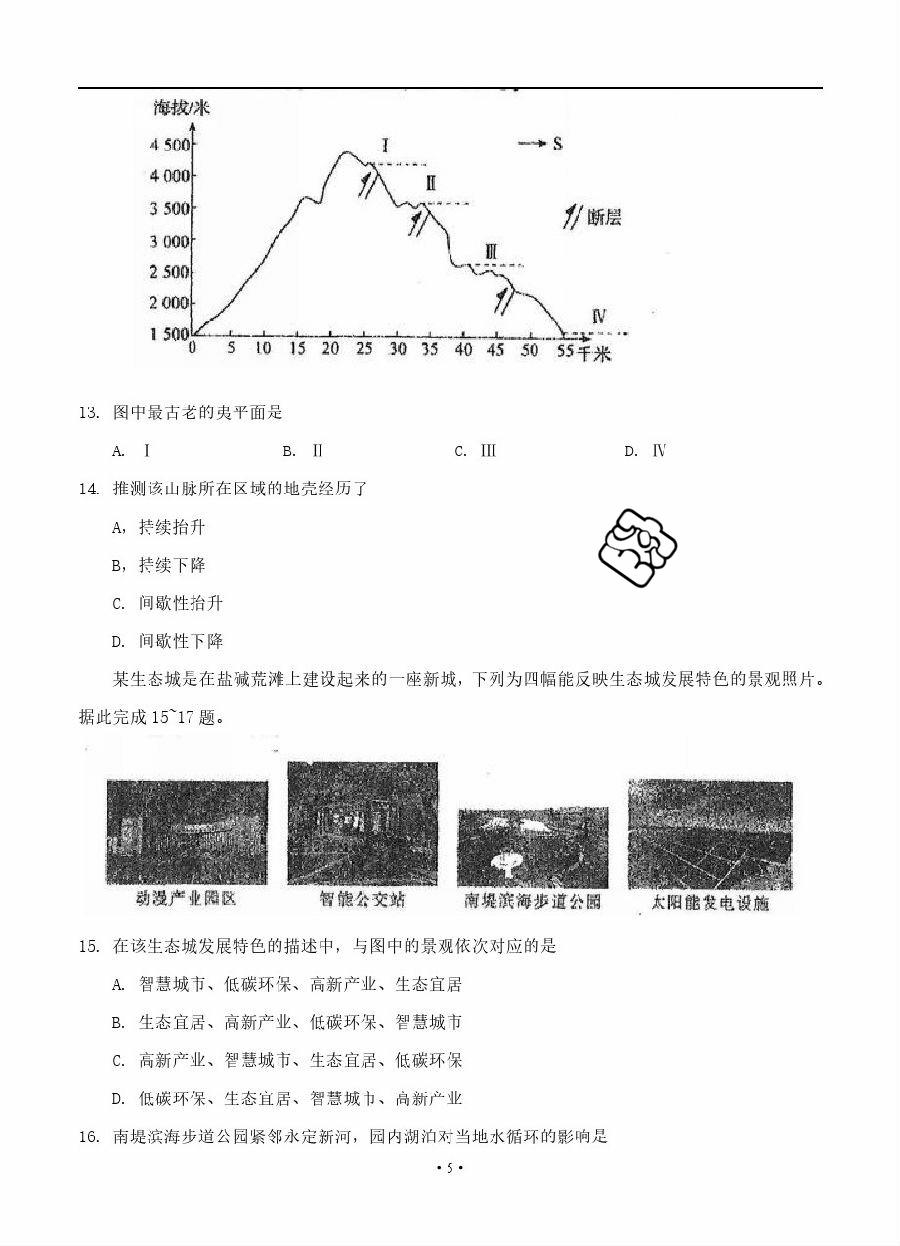 海拔/米
4 500
4 000
3 500
3 000
2 500
2 000
1 500
Ⅰ
Ⅱ
Ⅲ
Ⅳ
→ S
断层
0 5 10 15 20 25 30 35 40 45 50 55 千米
13. 图中最古老的夷平面是
A. Ⅰ B. Ⅱ C. Ⅲ D. Ⅳ
14. 推测该山脉所在区域的地壳经历了
A, 持续抬升
B, 持续下降
C. 间歇性抬升
D. 间歇性下降
某生态城是在盐碱荒滩上建设起来的一座新城, 下列为四幅能反映生态城发展特色的景观照片。
据此完成 15~17 题。
动漫产业园区 智能公交站 南堤滨海步道公园 太阳能发电设施
15. 在该生态城发展特色的描述中, 与图中的景观依次对应的是
A. 智慧城市、低碳环保、高新产业、生态宜居
B. 生态宜居、高新产业、低碳环保、智慧城市
C. 高新产业、智慧城市、生态宜居、低碳环保
D. 低碳环保、生态宜居、智慧城市、高新产业
16. 南堤滨海步道公园紧邻永定新河, 园内湖泊对当地水循环的影响是
·5·